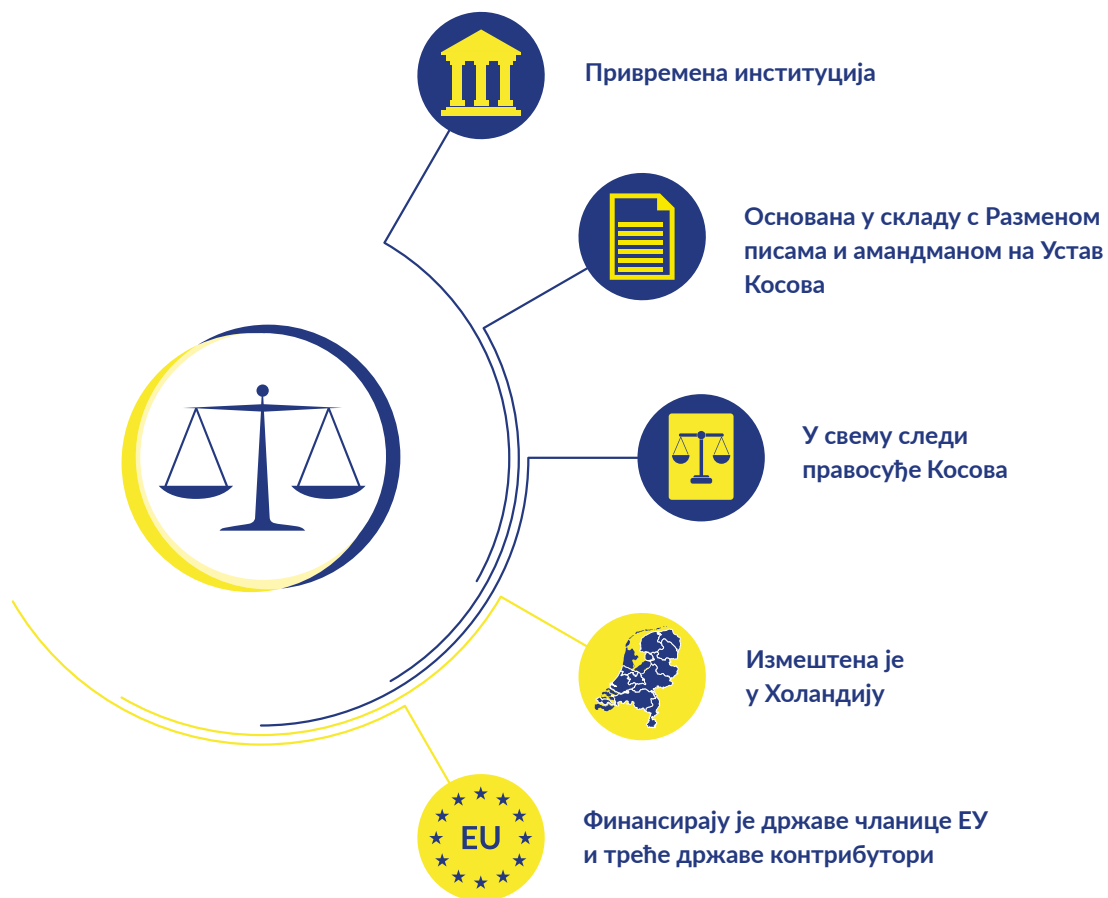 Привремена институција
Основана у складу с Разменом
писама и амандманом на Устав
Косова
У свему следи
правосуђе Косова
Измештена је
у Холандију
EU
Финансирају је државе чланице ЕУ
и треће државе контрибутори